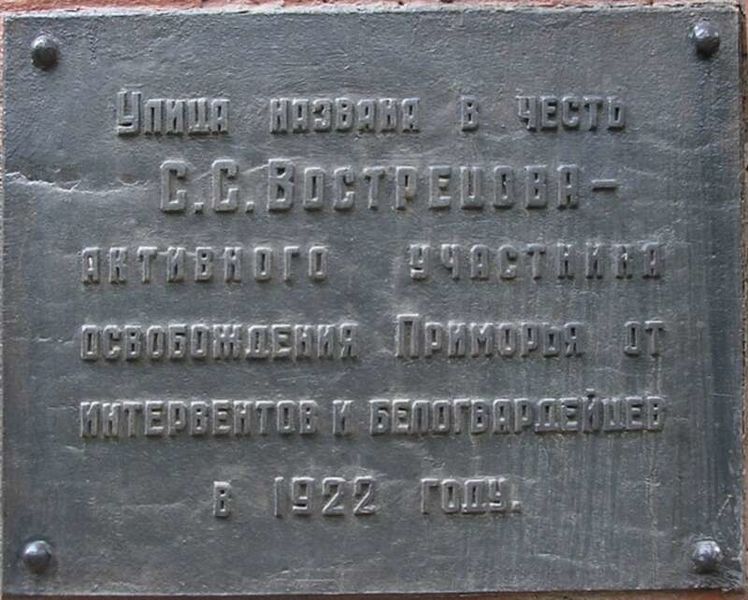 Улица названа в честь
С.С.Вострецова–
активного участника
освобождения Приморья от
интервентов и белогвардейцев
в 1922 году.